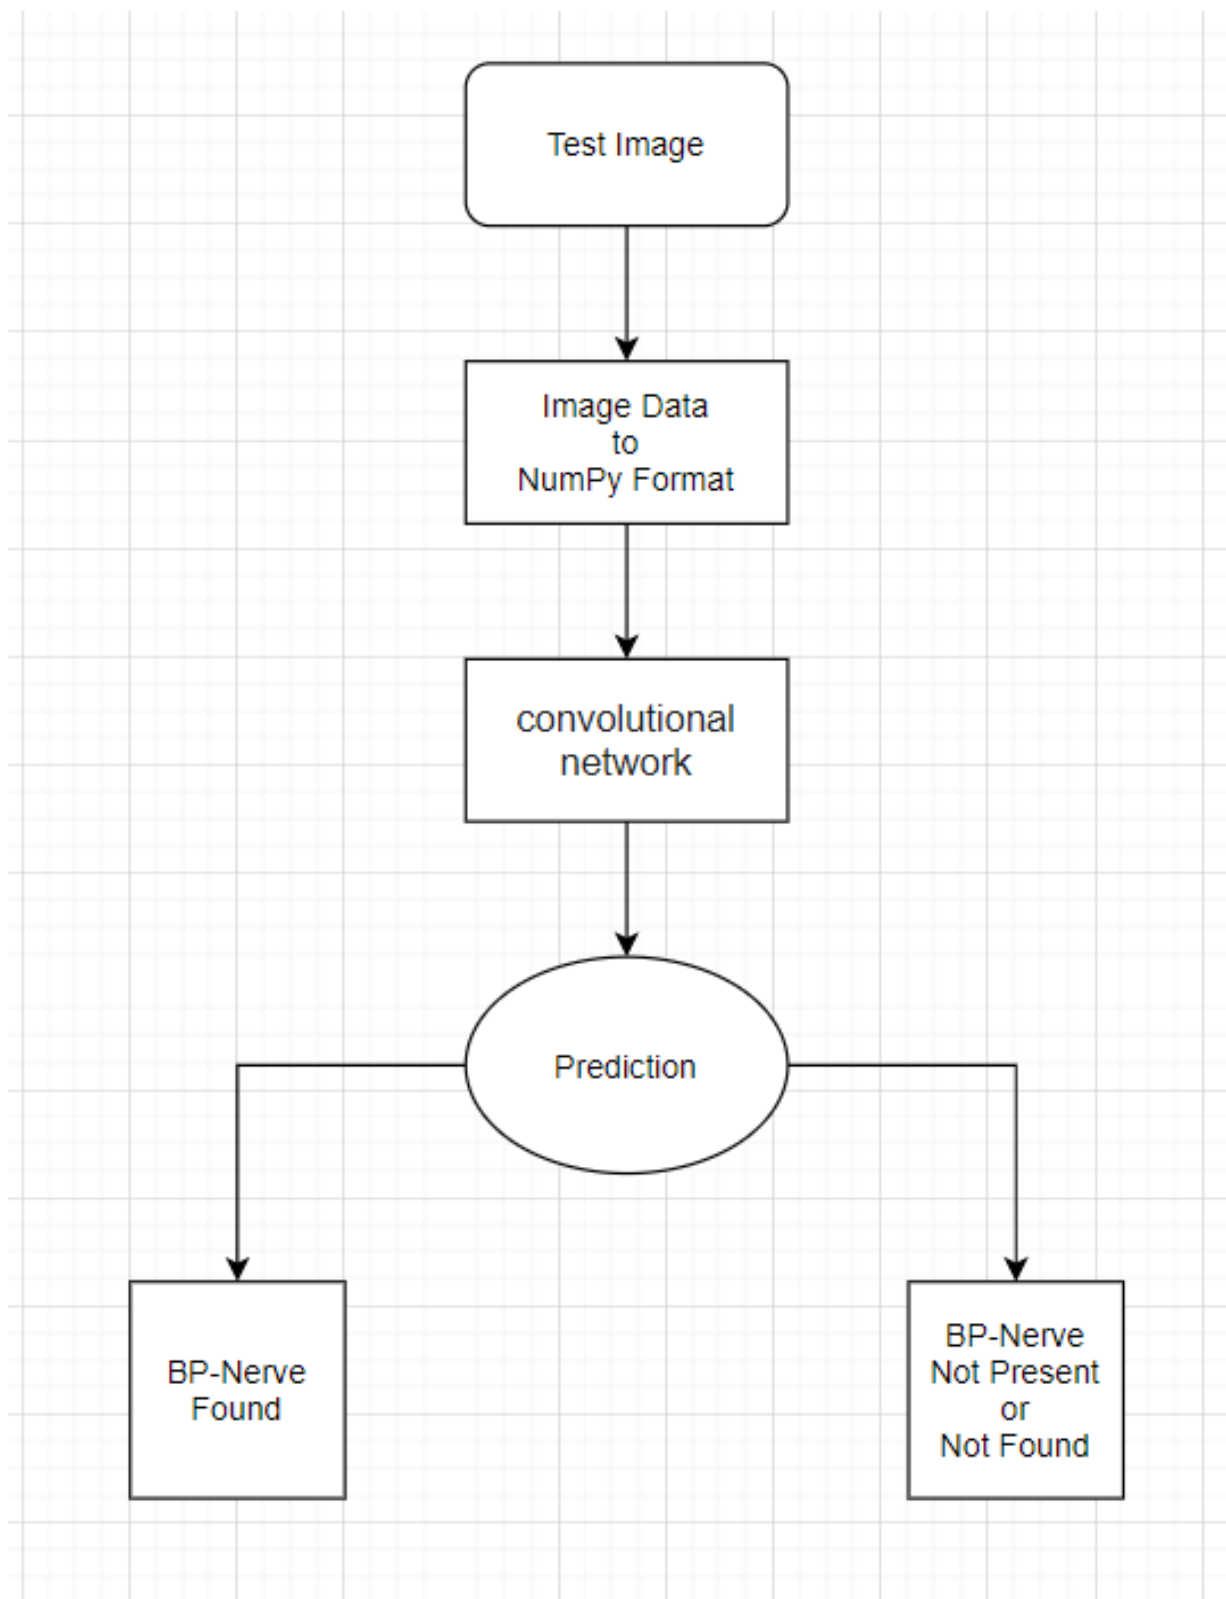 Test Image
Image Data
to
NumPy Format
convolutional
network
Prediction
BP-Nerve
Found
BP-Nerve
Not Present
or
Not Found